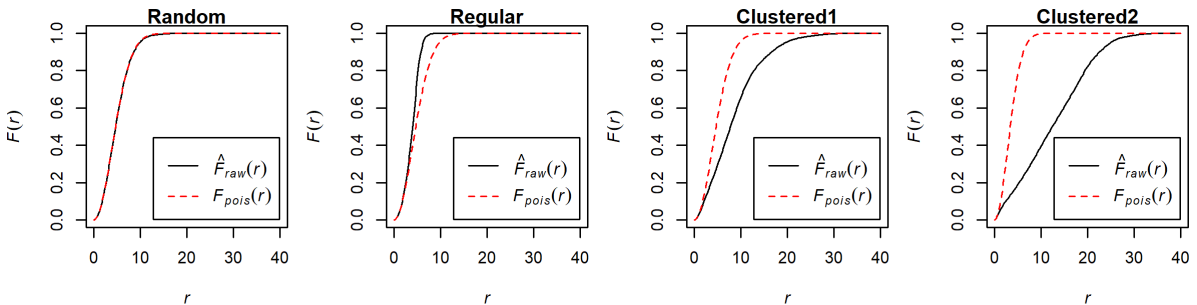 Random
F(r)
1.0
0.8
0.6
0.4
0.2
0.0
F̂raw(r)
Fpois(r)
0 10 20 30 40
r
Regular
F(r)
1.0
0.8
0.6
0.4
0.2
0.0
F̂raw(r)
Fpois(r)
0 10 20 30 40
r
Clustered1
F(r)
1.0
0.8
0.6
0.4
0.2
0.0
F̂raw(r)
Fpois(r)
0 10 20 30 40
r
Clustered2
F(r)
1.0
0.8
0.6
0.4
0.2
0.0
F̂raw(r)
Fpois(r)
0 10 20 30 40
r